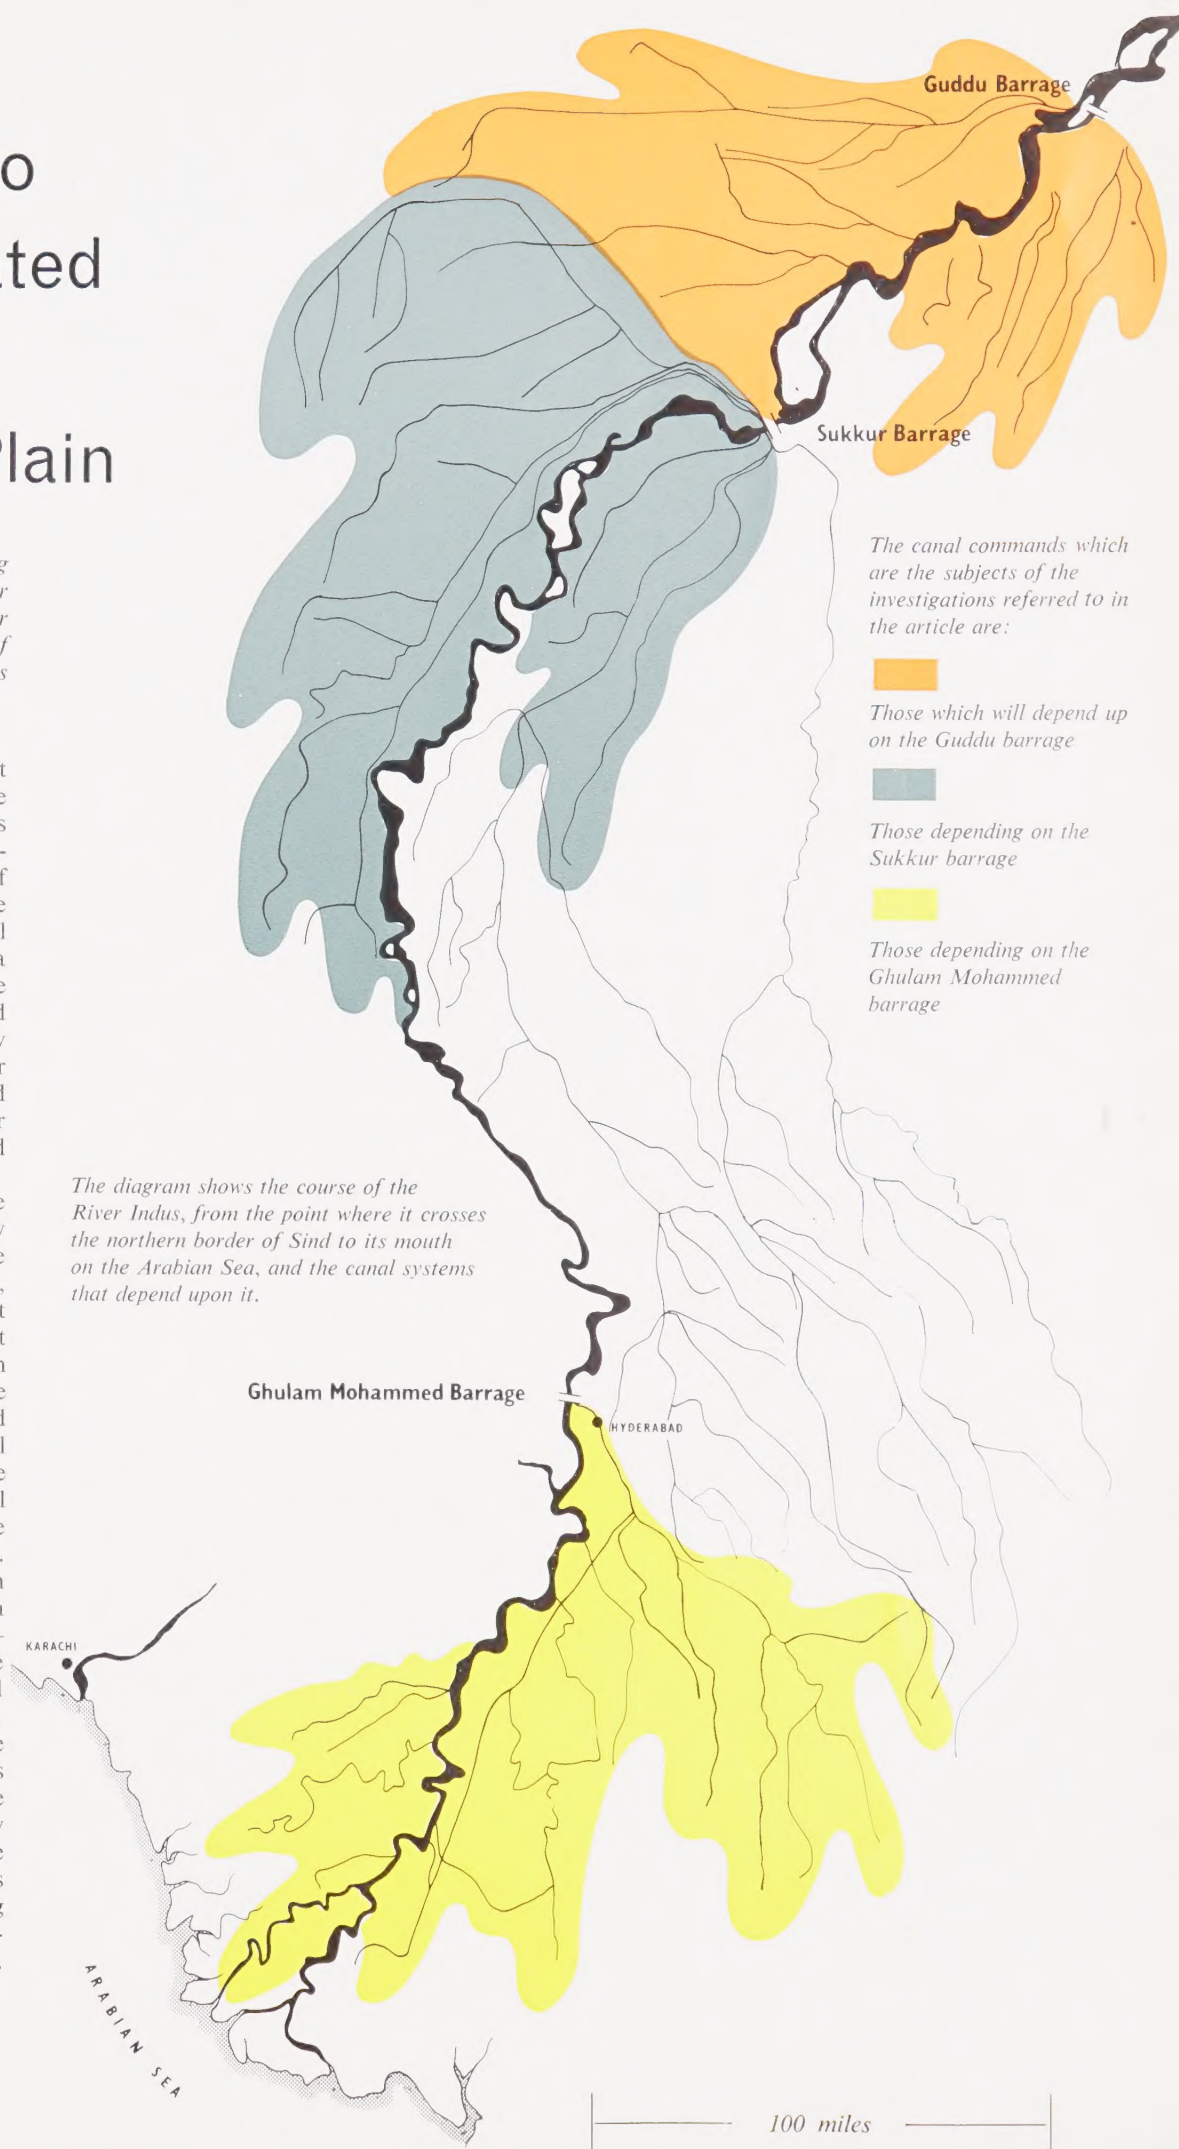 o
ted
Plain
Guddu Barrage
Sukkur Barrage
The canal commands which
are the subjects of the
investigations referred to in
the article are:
Those which will depend up
on the Guddu barrage
Those depending on the
Sukkur barrage
Those depending on the
Ghulam Mohammed
barrage
The diagram shows the course of the
River Indus, from the point where it crosses
the northern border of Sind to its mouth
on the Arabian Sea, and the canal systems
that depend upon it.
Ghulam Mohammed Barrage
HYDERABAD
KARACHI
ARABIAN SEA
100 miles